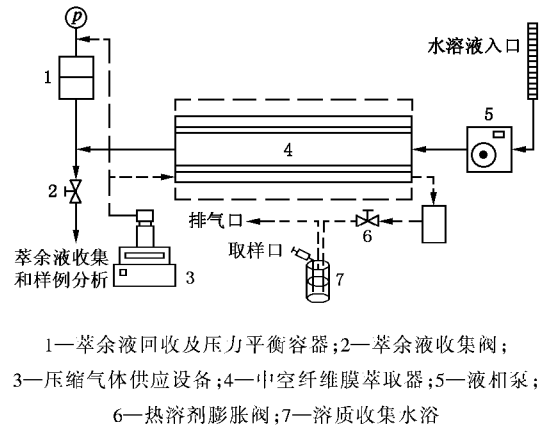 p
水溶液入口
1
5
4
2
排气口
6
取样口
萃余液收集
和样例分析
3
7
1—萃余液回收及压力平衡容器;2—萃余液收集阀;
3—压缩气体供应设备;4—中空纤维膜萃取器;5—液相泵;
6—热溶剂膨胀阀;7—溶质收集水浴